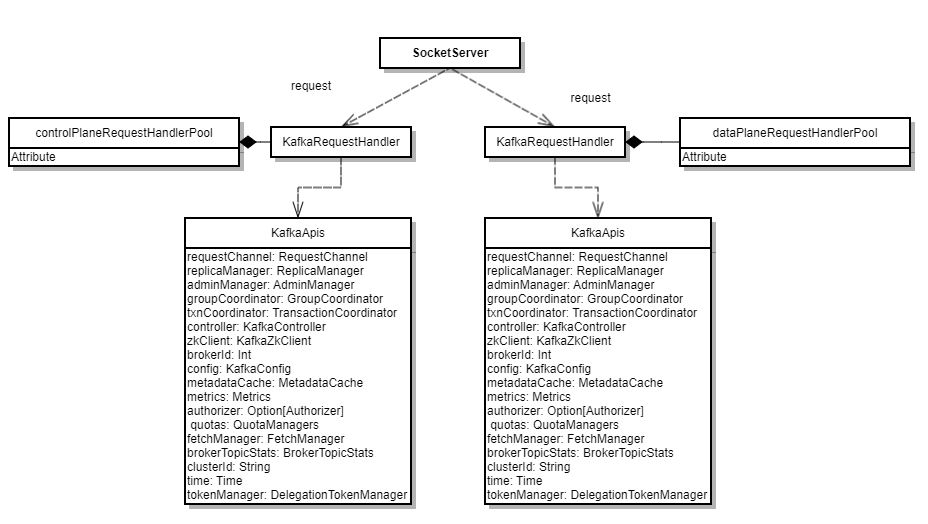 SocketServer
request
request
controlPlaneRequestHandlerPool
Attribute
KafkaRequestHandler
KafkaRequestHandler
dataPlaneRequestHandlerPool
Attribute
KafkaApis
requestChannel: RequestChannel
replicaManager: ReplicaManager
adminManager: AdminManager
groupCoordinator: GroupCoordinator
txnCoordinator: TransactionCoordinator
controller: KafkaController
zkClient: KafkaZkClient
brokerId: Int
config: KafkaConfig
metadataCache: MetadataCache
metrics: Metrics
authorizer: Option[Authorizer]
quotas: QuotaManagers
fetchManager: FetchManager
brokerTopicStats: BrokerTopicStats
clusterId: String
time: Time
tokenManager: DelegationTokenManager
KafkaApis
requestChannel: RequestChannel
replicaManager: ReplicaManager
adminManager: AdminManager
groupCoordinator: GroupCoordinator
txnCoordinator: TransactionCoordinator
controller: KafkaController
zkClient: KafkaZkClient
brokerId: Int
config: KafkaConfig
metadataCache: MetadataCache
metrics: Metrics
authorizer: Option[Authorizer]
quotas: QuotaManagers
fetchManager: FetchManager
brokerTopicStats: BrokerTopicStats
clusterId: String
time: Time
tokenManager: DelegationTokenManager